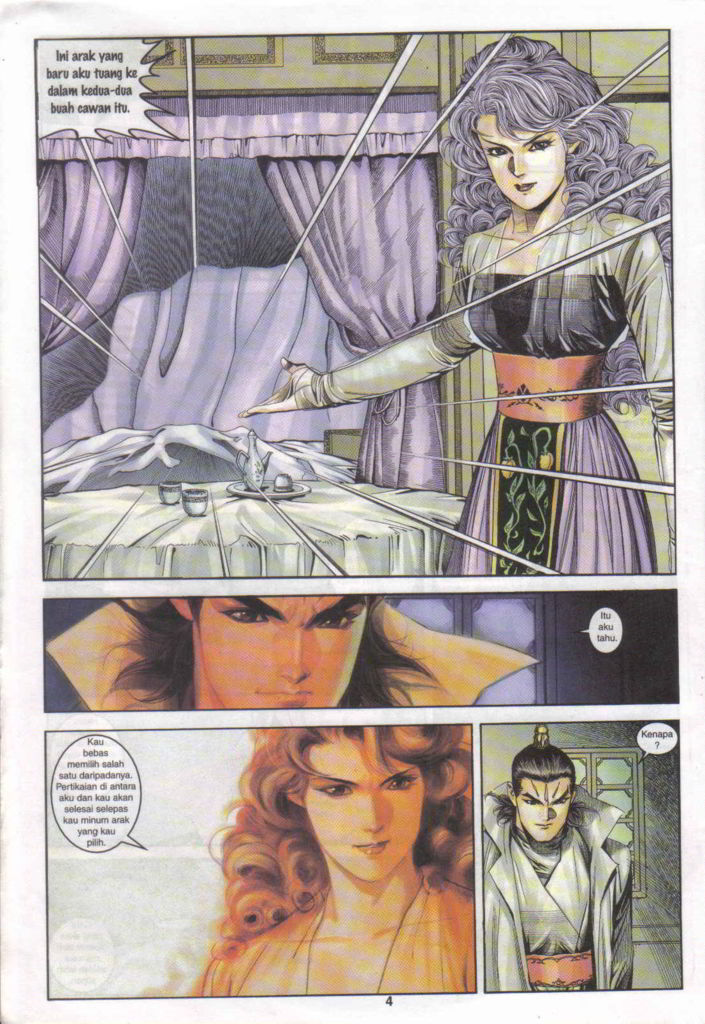 Ini arak yang
baru aku tuang ke
dalam kedua-dua
buah cawan itu.
Itu
aku
tahu.
Kau
bebas
memilih salah
satu daripadanya.
Pertikaian di antara
aku dan kau akan
selesai selepas
kau minum arak
yang kau
pilih.
Kenapa
?
4